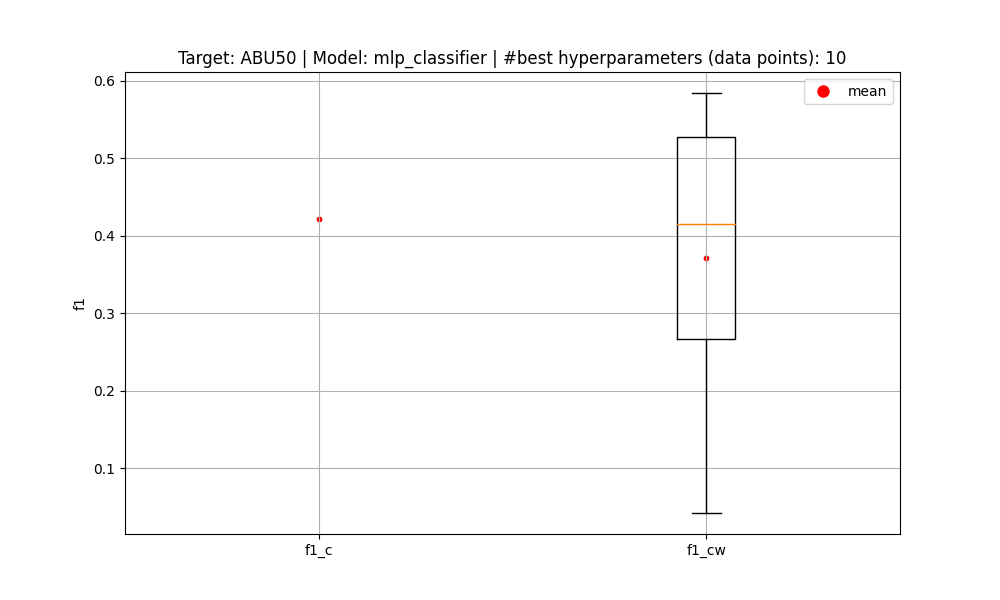 Target: ABU50 | Model: mlp_classifier | #best hyperparameters (data points): 10
mean
0.6
0.5
0.4
0.3
0.2
0.1
f1
f1_c
f1_cw